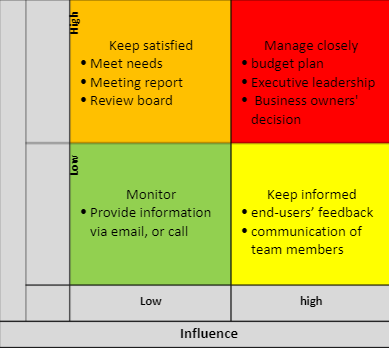 High
Keep satisfied
• Meet needs
• Meeting report
• Review board
Manage closely
• budget plan
• Executive leadership
• Business owners'
decision
Low
Monitor
• Provide information
via email, or call
Keep informed
• end-users’ feedback
• communication of
team members
Low
high
Influence